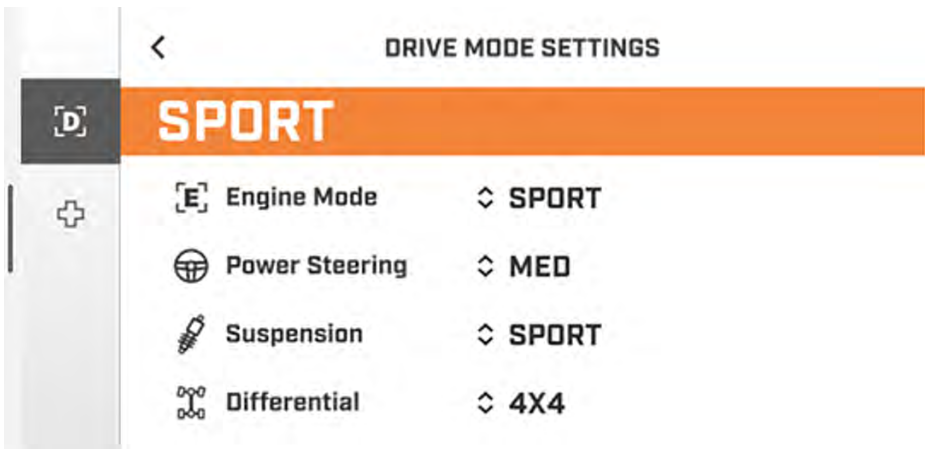 DRIVE MODE SETTINGS
[D] SPORT
[E] Engine Mode SPORT
Power Steering MED
Suspension SPORT
Differential 4X4